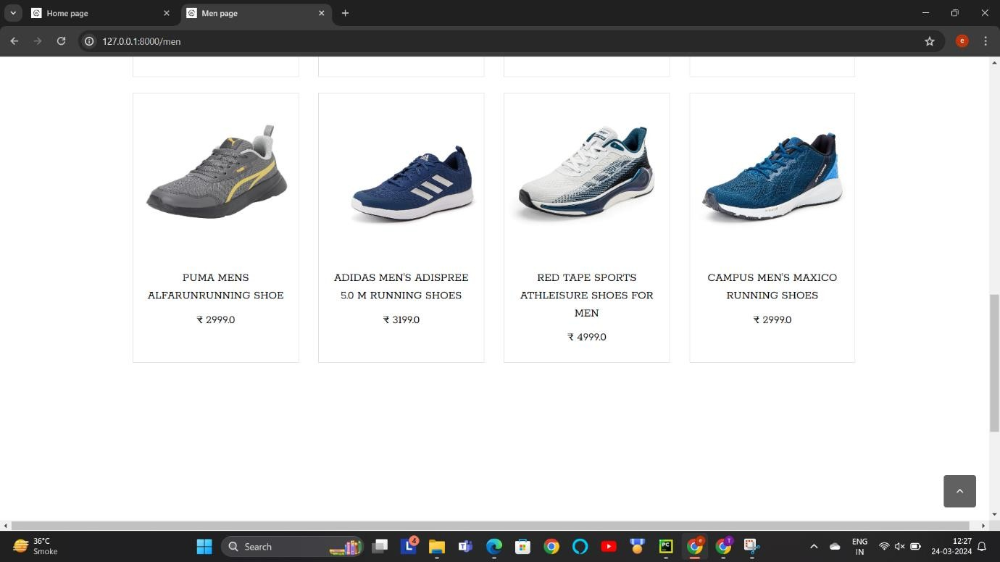 Home page
Men page
127.0.0.1:8000/men
e
PUMA MENS
ALFARUNRUNNING SHOE
₹ 2999.0
ADIDAS MEN'S ADISPREE
5.0 M RUNNING SHOES
₹ 3199.0
RED TAPE SPORTS
ATHLEISURE SHOES FOR
MEN
₹ 4999.0
CAMPUS MEN'S MAXICO
RUNNING SHOES
₹ 2999.0
36°C
Smoke
Search
L
4
PC
e
T
ENG
IN
12:27
24-03-2024